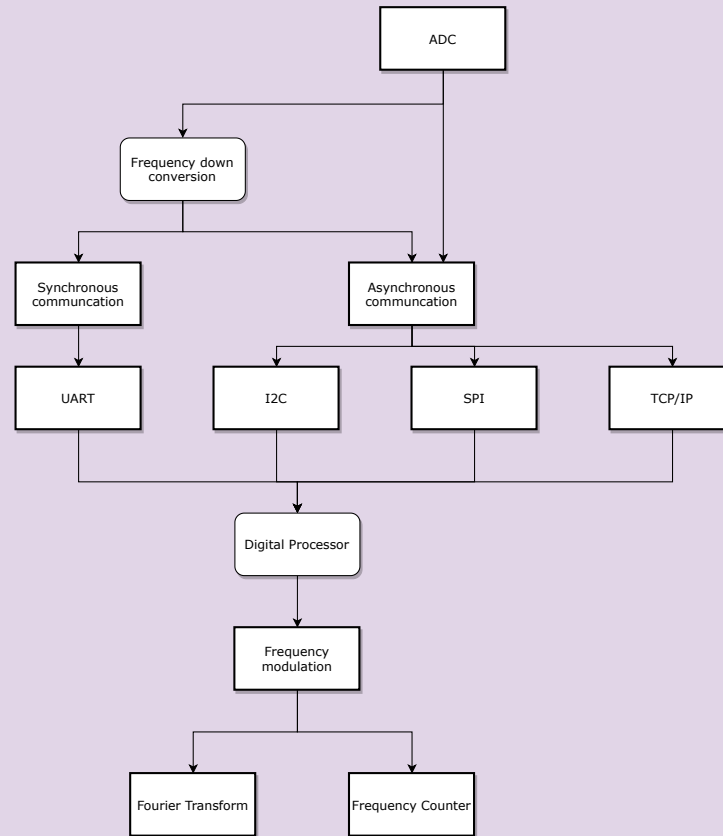 ADC
Frequency down
conversion
Synchronous
communcation
Asynchronous
communcation
UART
I2C
SPI
TCP/IP
Digital Processor
Frequency
modulation
Fourier Transform
Frequency Counter